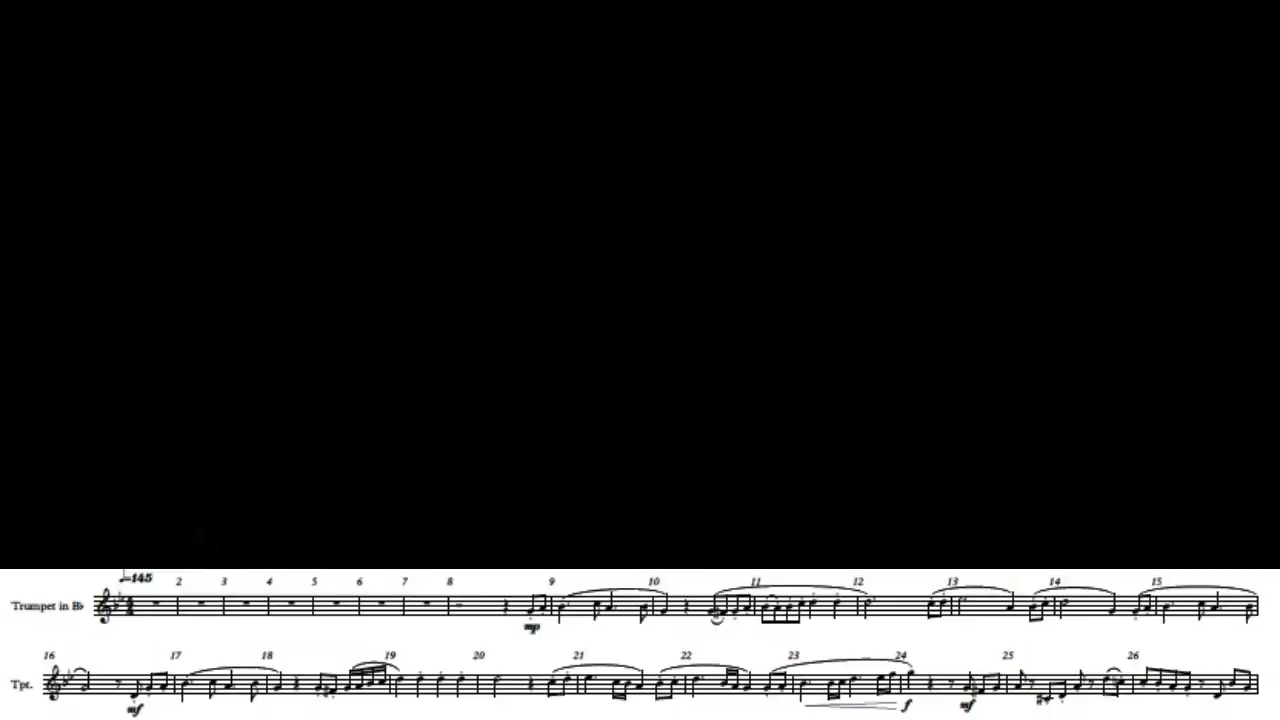 ♩=145
2 3 4 5 6 7 8 9 10 11 12 13 14 15
Trumpet in B♭
mp
16 17 18 19 20 21 22 23 24 25 26
Tpt.
mf f mf